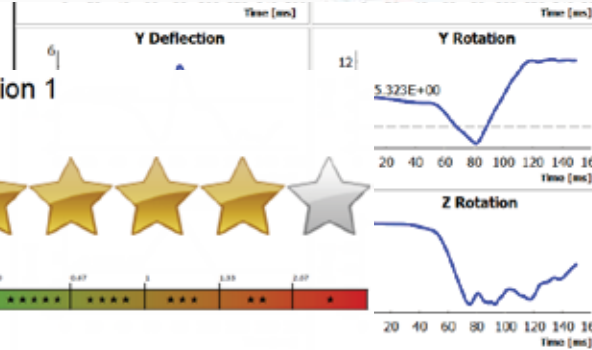 Time [ms]
Time [ms]
Y Deflection
Y Rotation
6
12
ion 1
5.323E+00
20 40 60 80 100 120 140 16
Time [ms]
Z Rotation
0.67 1 1.33 2.67
20 40 60 80 100 120 140 16
Time [ms]